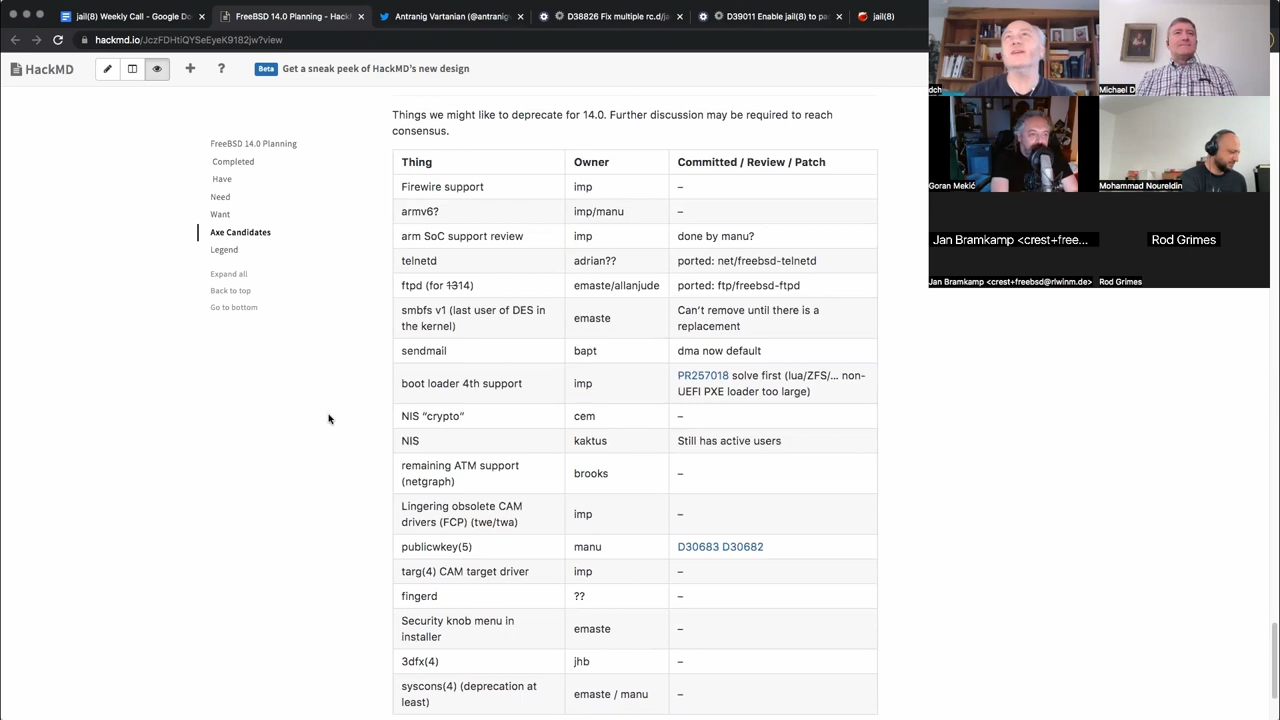 jail(8) Weekly Call - Google Do
FreeBSD 14.0 Planning - Hack
Antranig Vartanian (@antranig
D38826 Fix multiple rc.d/ja
D39011 Enable jail(8) to pa
jail(8)
hackmd.io/JczFDHtiQYSeEyeK9182jw?view
HackMD
Beta Get a sneak peek of HackMD's new design
FreeBSD 14.0 Planning
Completed
Have
Need
Want
Axe Candidates
Legend
Expand all
Back to top
Go to bottom
Things we might like to deprecate for 14.0. Further discussion may be required to reach
consensus.
Thing Owner Committed / Review / Patch
Firewire support imp –
armv6? imp/manu –
arm SoC support review imp done by manu?
telnetd adrian?? ported: net/freebsd-telnetd
ftpd (for 1314) emaste/allanjude ported: ftp/freebsd-ftpd
smbfs v1 (last user of DES in
the kernel)
emaste
Can't remove until there is a
replacement
sendmail bapt dma now default
boot loader 4th support imp
PR257018 solve first (lua/ZFS/… non-
UEFI PXE loader too large)
NIS “crypto” cem –
NIS kaktus Still has active users
remaining ATM support
(netgraph)
brooks –
Lingering obsolete CAM
drivers (FCP) (twe/twa)
imp –
publicwkey(5) manu D30683 D30682
targ(4) CAM target driver imp –
fingerd ?? –
Security knob menu in
installer
emaste –
3dfx(4) jhb –
syscons(4) (deprecation at
least)
emaste / manu –
dch
Michael D
Goran Mekić
Mohammad Noureldin
Jan Bramkamp <crest+free...
Rod Grimes
Jan Bramkamp <crest+freebsd@rlwinm.de>
Rod Grimes